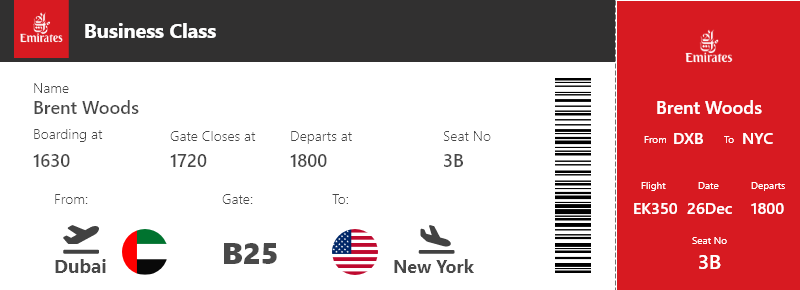 Emirates
Business Class
Name
Brent Woods
Boarding at Gate Closes at Departs at Seat No
1630 1720 1800 3B
From: Gate: To:
Dubai B25 New York
Emirates
Brent Woods
From DXB To NYC
Flight Date Departs
EK350 26Dec 1800
Seat No
3B